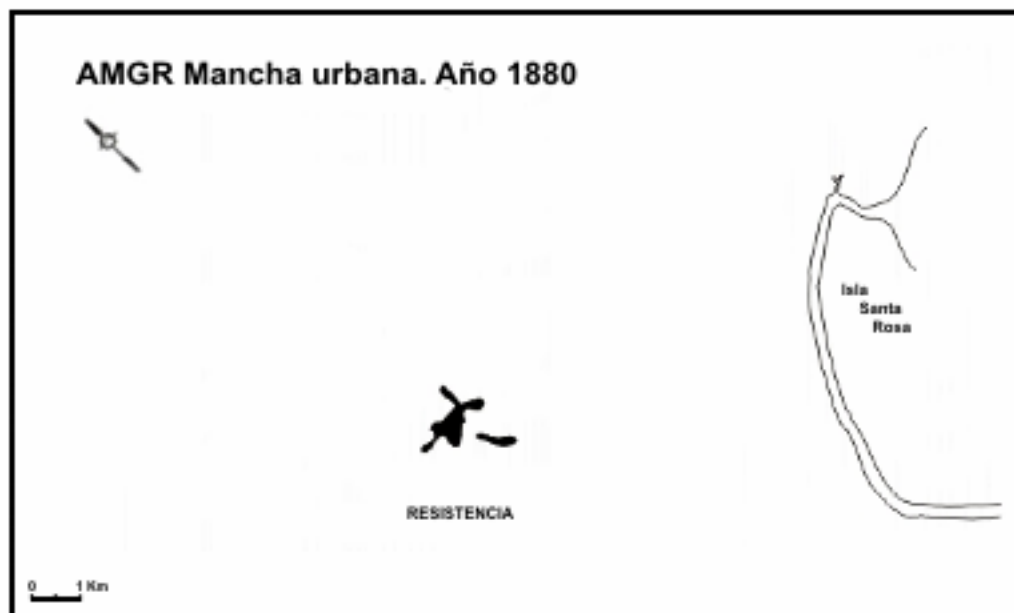 AMGR Mancha urbana. Año 1880
Isla
Santa
Rosa
RESISTENCIA
0 1 Km